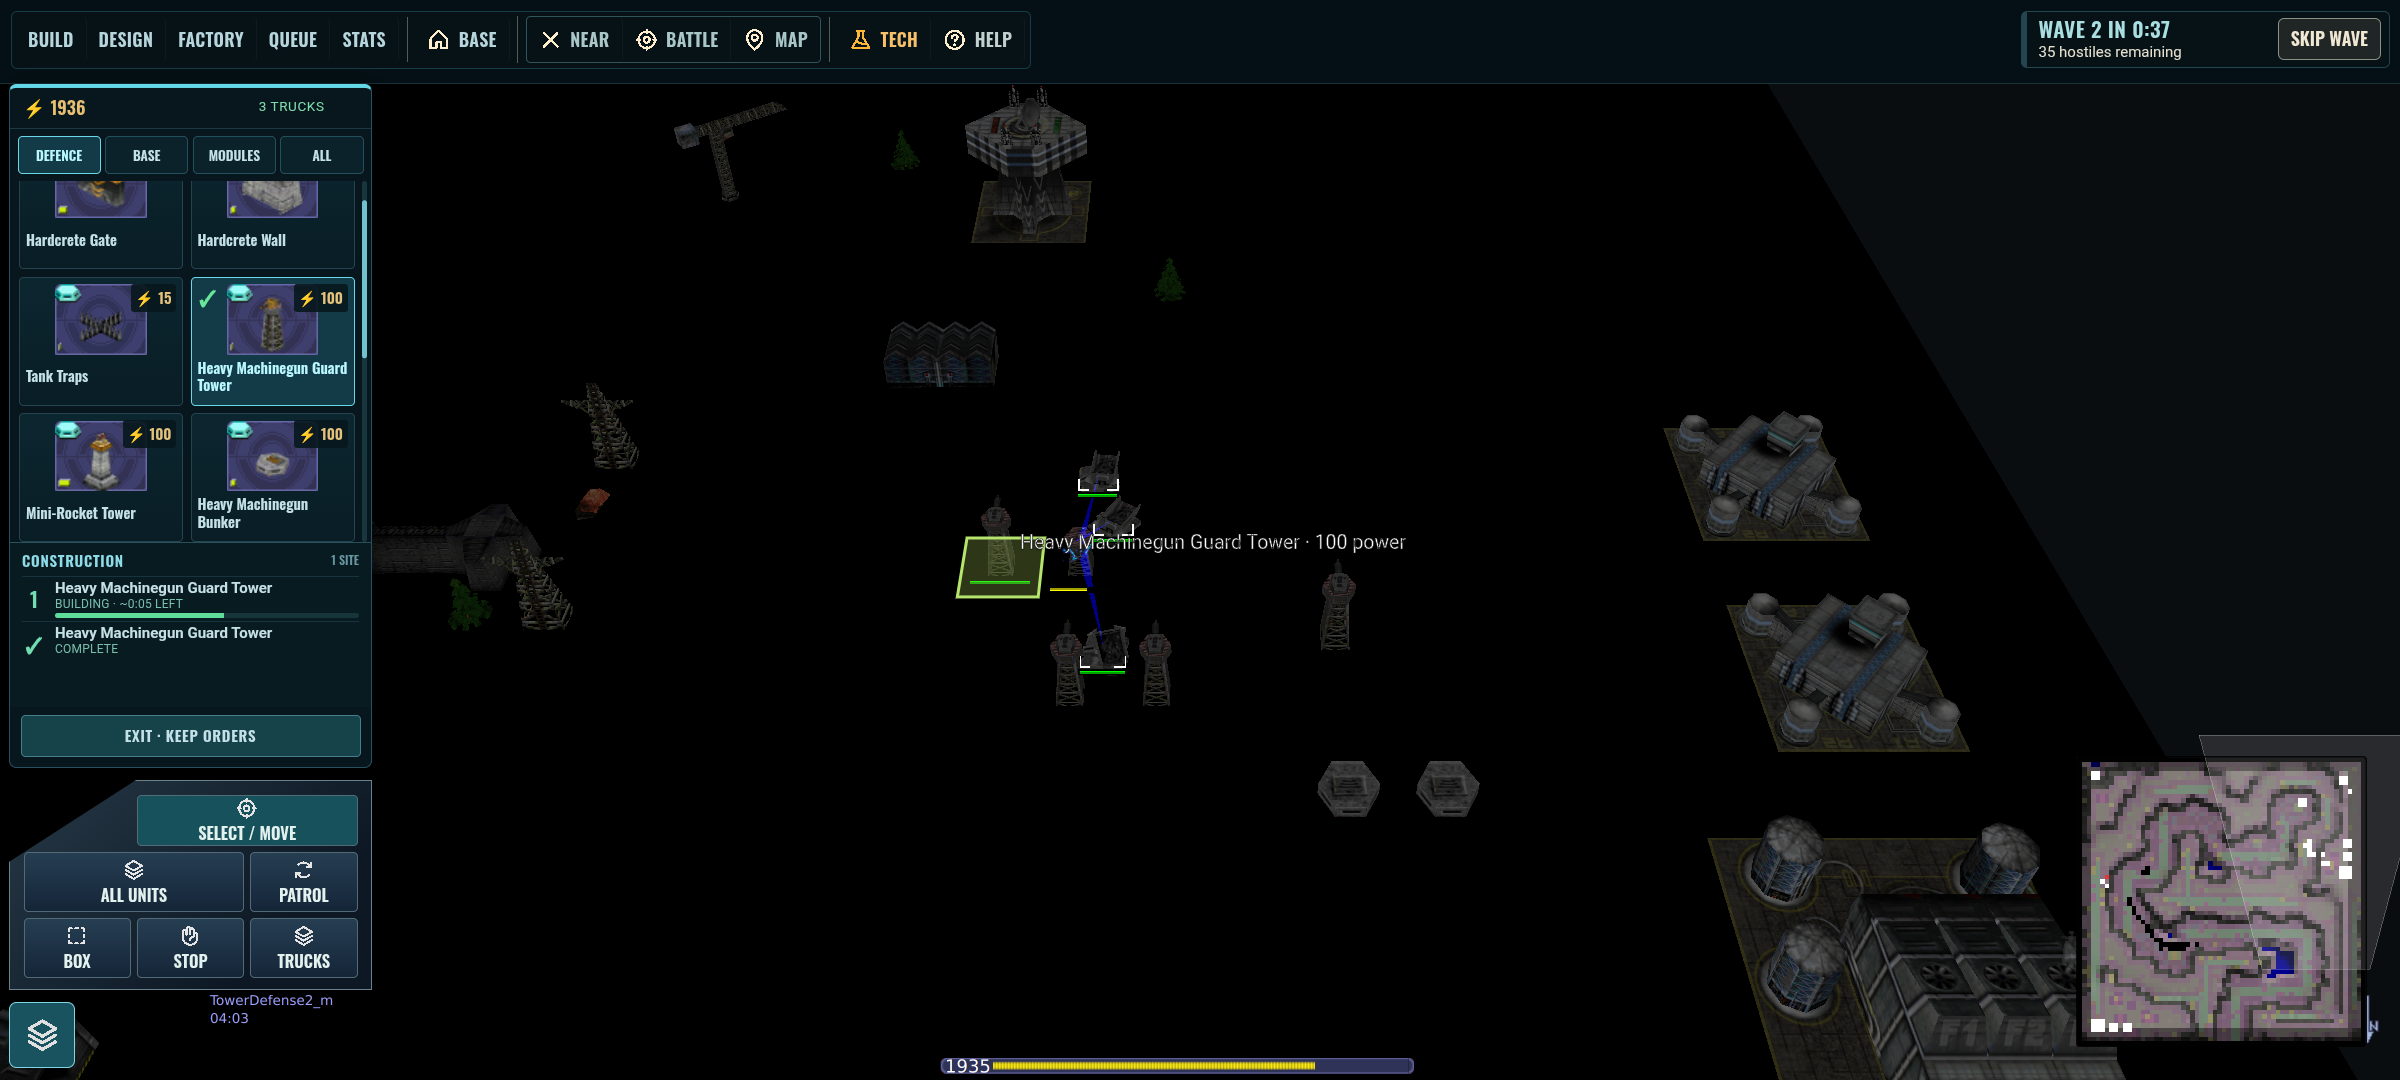 BUILD DESIGN FACTORY QUEUE STATS BASE NEAR BATTLE MAP TECH HELP
WAVE 2 IN 0:37
35 hostiles remaining
SKIP WAVE
1936 3 TRUCKS
DEFENCE BASE MODULES ALL
Hardcrete Gate Hardcrete Wall
15 100
Tank Traps
Heavy Machinegun Guard
Tower
100 100
Mini-Rocket Tower
Heavy Machinegun
Bunker
CONSTRUCTION 1 SITE
1 Heavy Machinegun Guard Tower
BUILDING · ~0:05 LEFT
Heavy Machinegun Guard Tower
COMPLETE
EXIT · KEEP ORDERS
SELECT / MOVE
ALL UNITS PATROL
BOX STOP TRUCKS
TowerDefense2_m
04:03
Heavy Machinegun Guard Tower · 100 power
1935
F1 F2
N